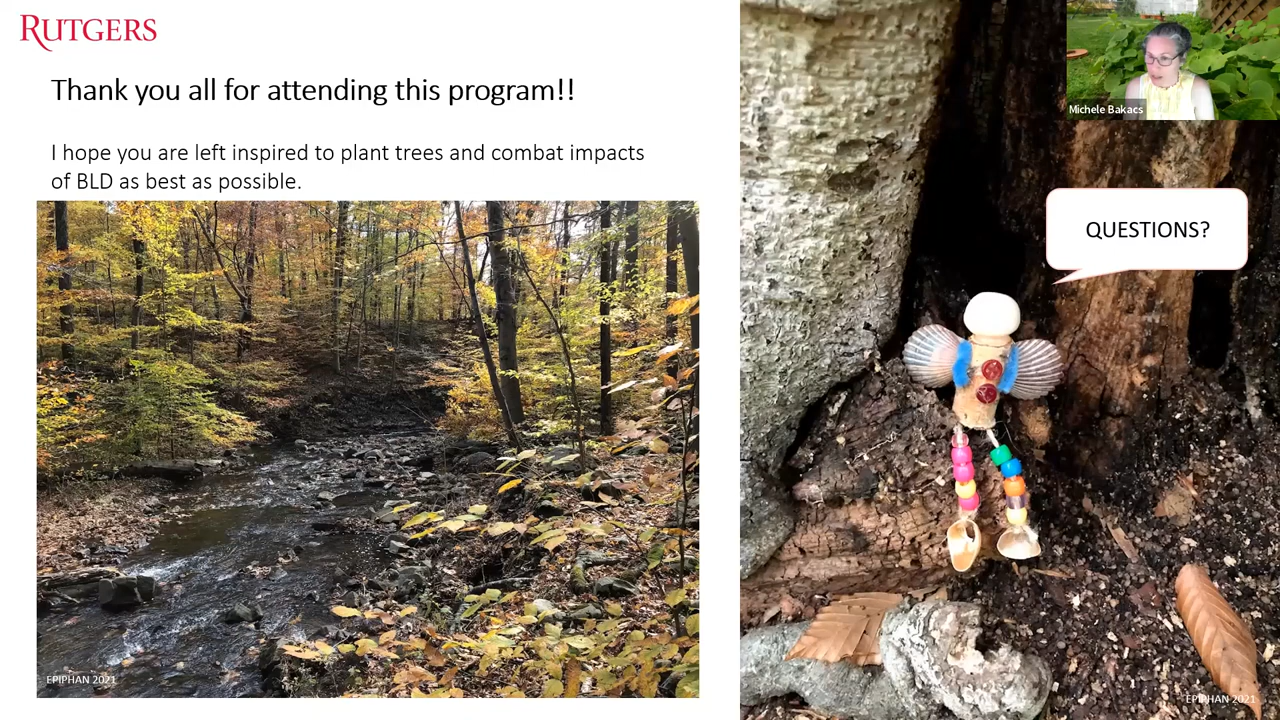 RUTGERS
Thank you all for attending this program!!
I hope you are left inspired to plant trees and combat impacts
of BLD as best as possible.
EPIPHAN 2021
Michele Bakacs
QUESTIONS?
EPIPHAN 2021